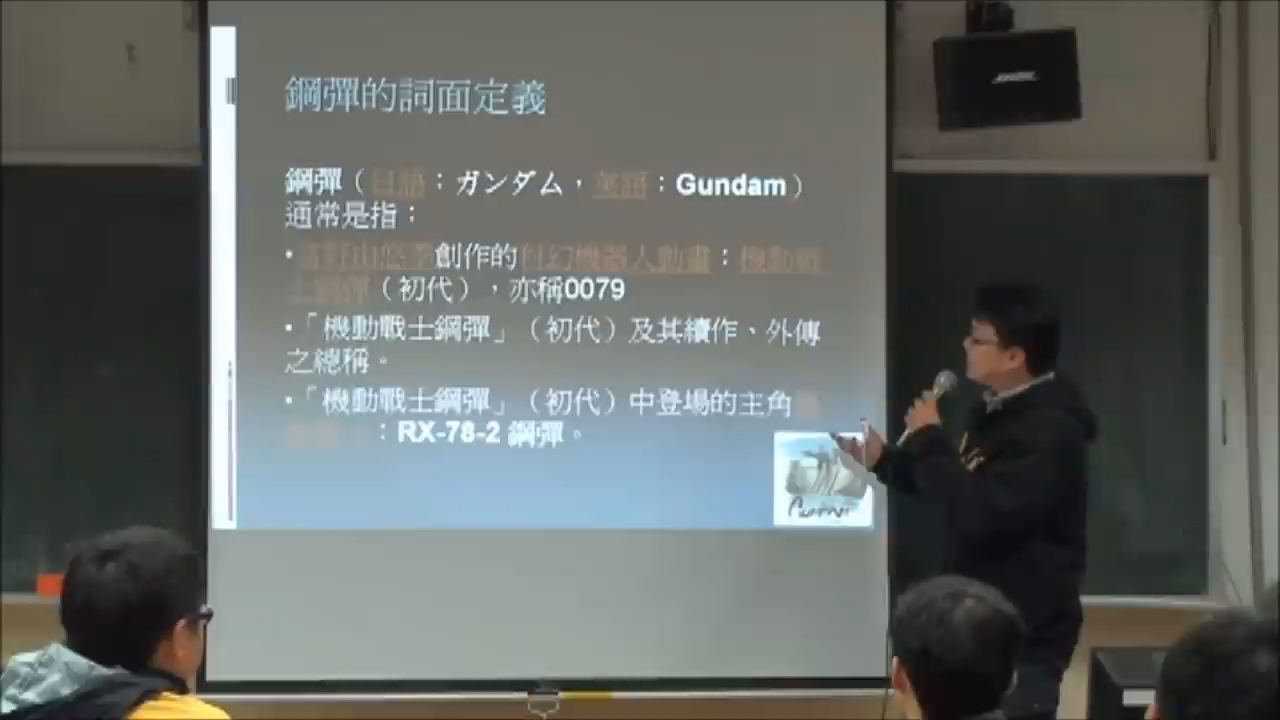 鋼彈的詞面定義
鋼彈（日語：ガンダム，英語：Gundam）
通常是指：
•富野由悠季創作的科幻機器人動畫：機動戰
士鋼彈（初代），亦稱0079
•「機動戰士鋼彈」（初代）及其續作、外傳
之總稱。
•「機動戰士鋼彈」（初代）中登場的主角
：RX-78-2 鋼彈。
BOSE